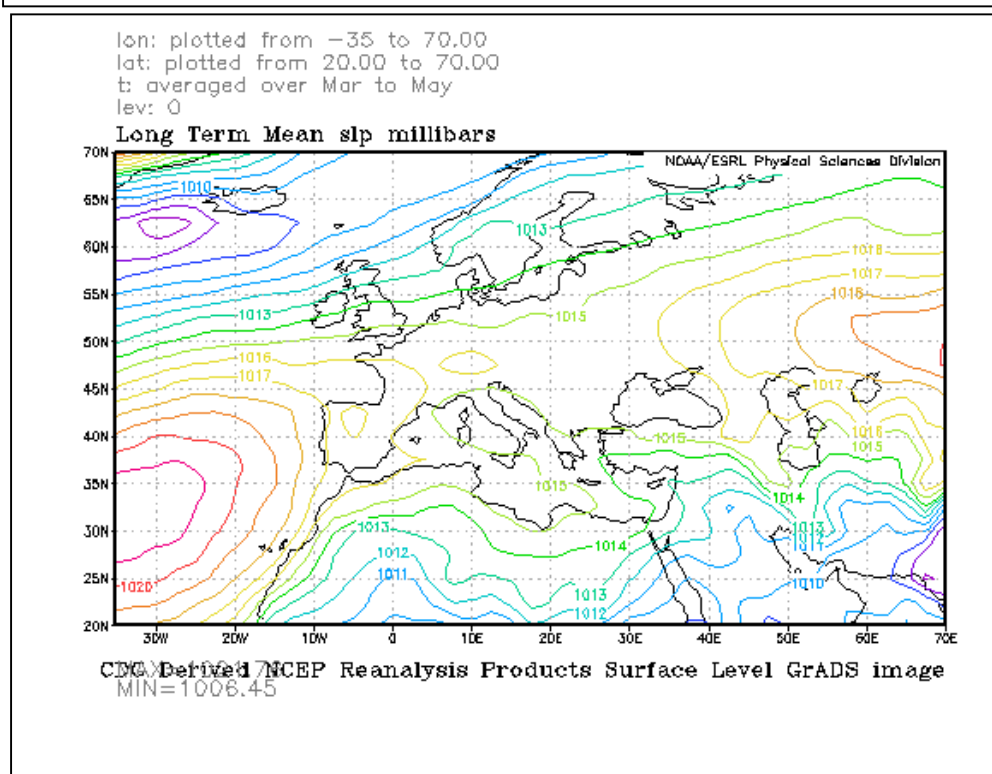 lon: plotted from −35 to 70.00
lat: plotted from 20.00 to 70.00
t: averaged over Mar to May
lev: 0
Long Term Mean slp millibars
NOAA/ESRL Physical Sciences Division
70N
65N
60N
55N
50N
45N
40N
35N
30N
25N
20N
1010
1013
1018
1017
1016
1013
1015
1016
1017
1017
1016
1015
1015
1015
1014
1013
1014
1013
1012
1011
1012
1011
1010
1020
1013
1012
30W 20W 10W 0 10E 20E 30E 40E 50E 60E 70E
Derived NCEP Reanalysis Products Surface Level GrADS image
MIN=1006.45